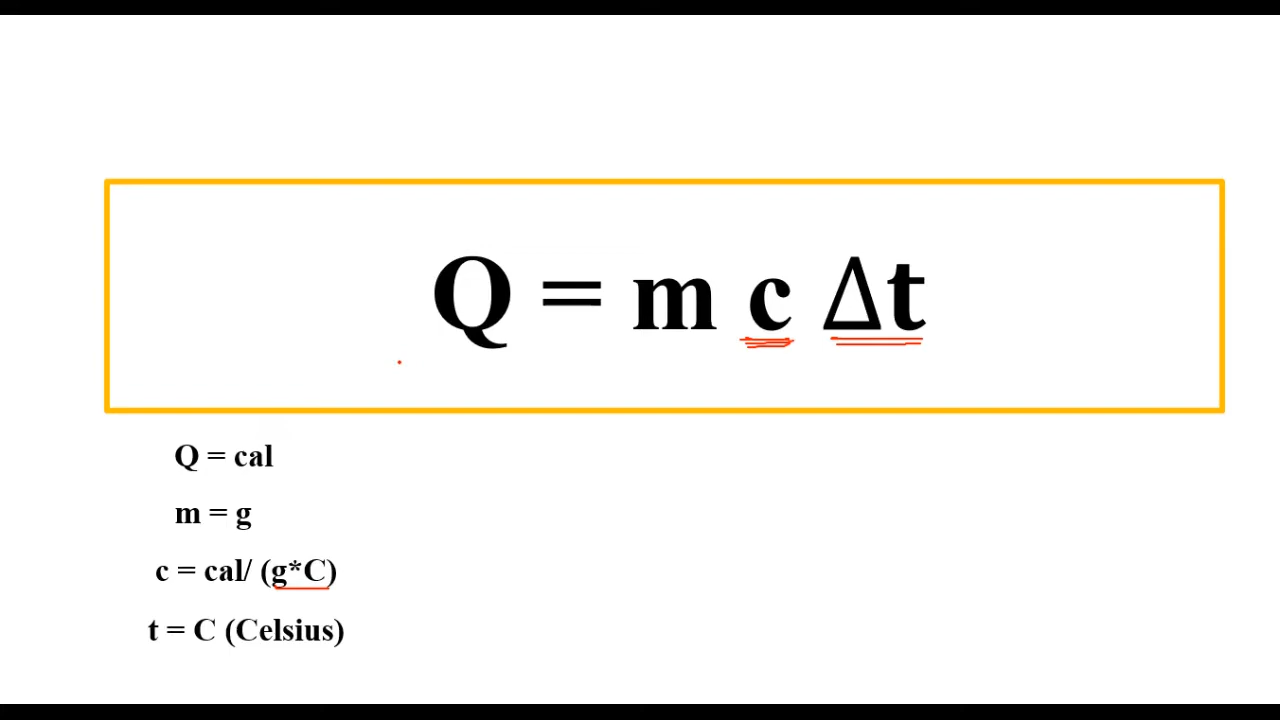 Q = m c Δt
Q = cal
m = g
c = cal/ (g*C)
t = C (Celsius)